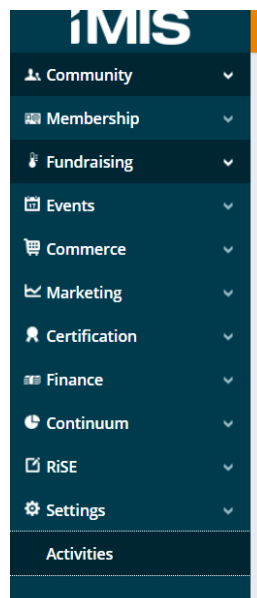 iMIS
Community
Membership
Fundraising
Events
Commerce
Marketing
Certification
Finance
Continuum
RiSE
Settings
Activities